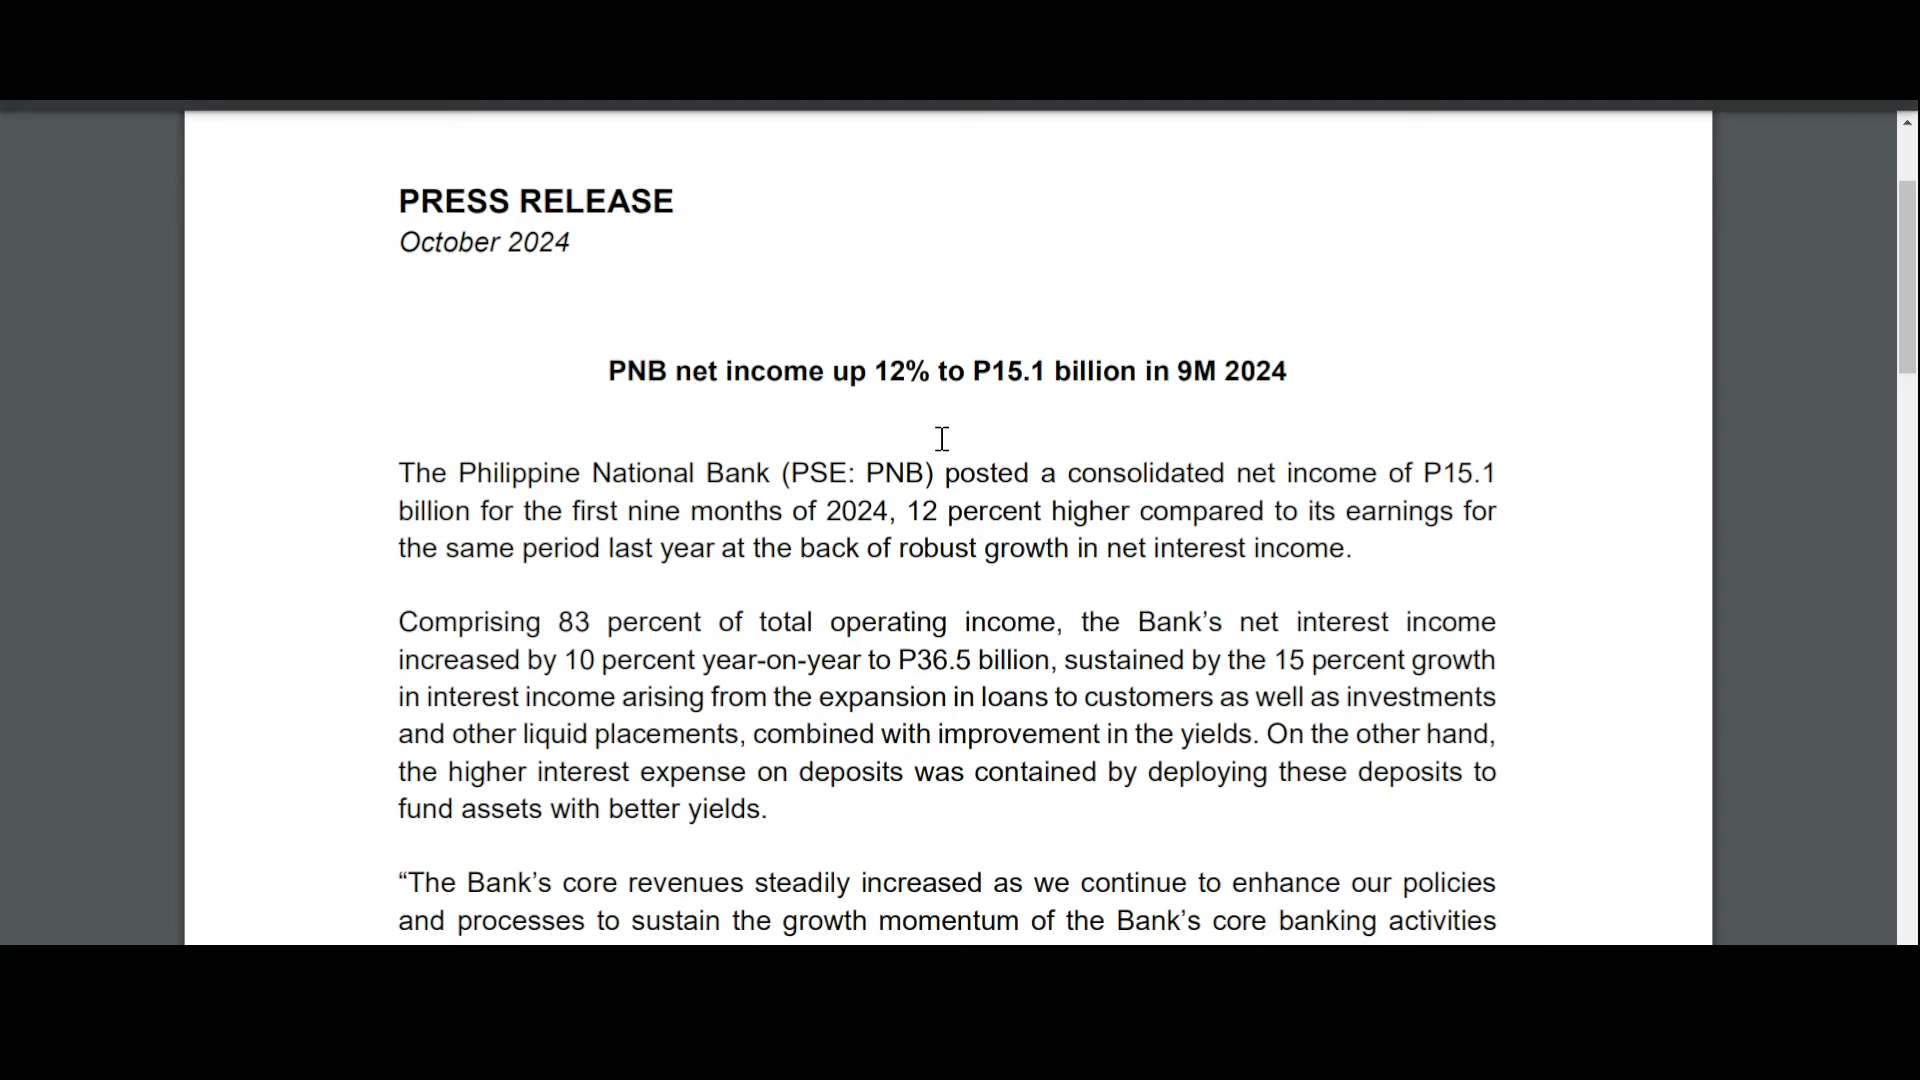 PRESS RELEASE
October 2024
PNB net income up 12% to P15.1 billion in 9M 2024
The Philippine National Bank (PSE: PNB) posted a consolidated net income of P15.1
billion for the first nine months of 2024, 12 percent higher compared to its earnings for
the same period last year at the back of robust growth in net interest income.
Comprising 83 percent of total operating income, the Bank’s net interest income
increased by 10 percent year-on-year to P36.5 billion, sustained by the 15 percent growth
in interest income arising from the expansion in loans to customers as well as investments
and other liquid placements, combined with improvement in the yields. On the other hand,
the higher interest expense on deposits was contained by deploying these deposits to
fund assets with better yields.
“The Bank’s core revenues steadily increased as we continue to enhance our policies
and processes to sustain the growth momentum of the Bank’s core banking activities